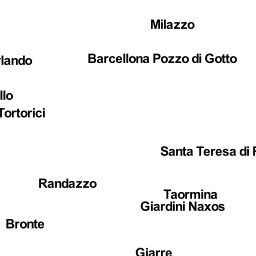 Milazzo
Barcellona Pozzo di Gotto
rlando
llo
Tortorici
Santa Teresa di
Randazzo
Taormina
Giardini Naxos
Bronte
Giarre